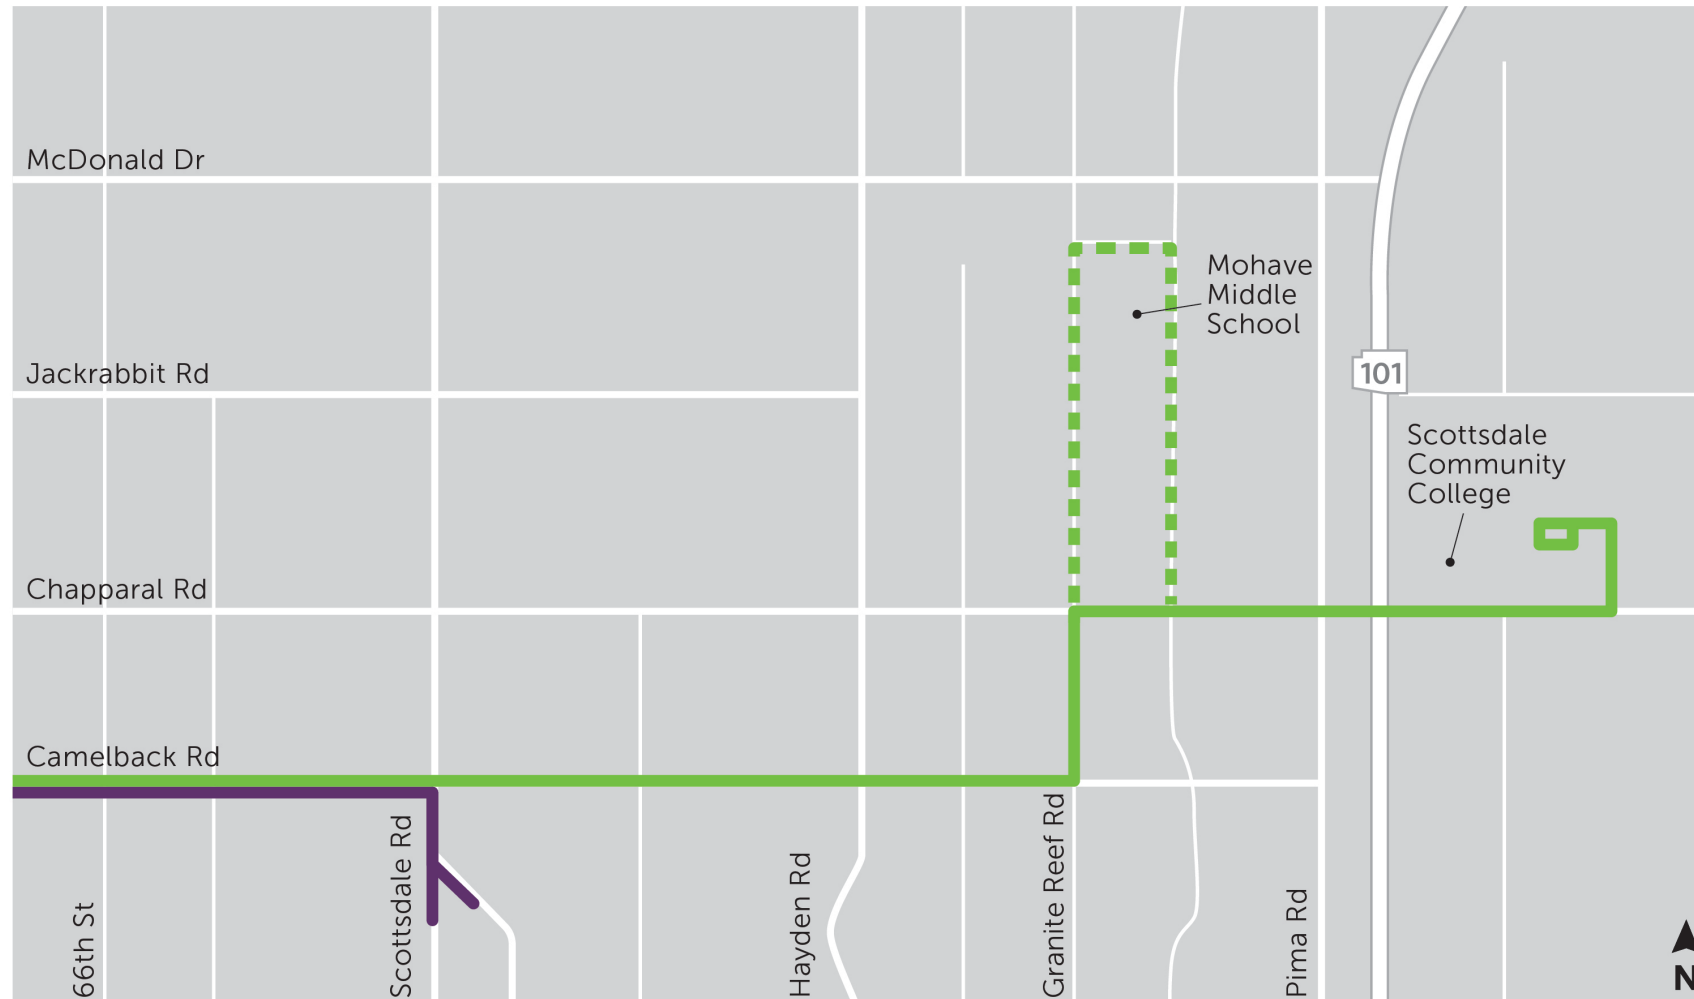 McDonald Dr
Mohave
Middle
School
Jackrabbit Rd
101
Scottsdale
Community
College
Chapparal Rd
Camelback Rd
66th St
Scottsdale Rd
Hayden Rd
Granite Reef Rd
Pima Rd
N